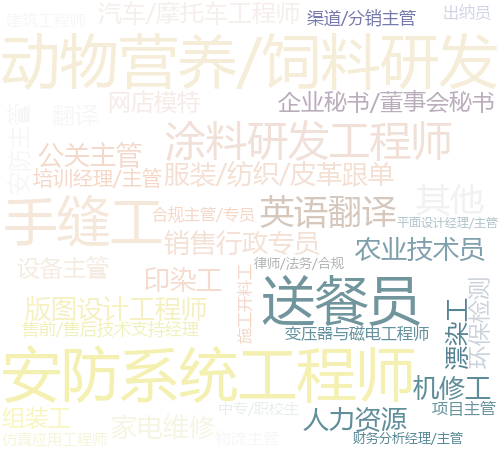 建筑工程师
汽车/摩托车工程师
渠道/分销主管
出纳员
动物营养/饲料研发
网店模特
企业秘书/董事会秘书
安防主管
翻译
涂料研发工程师
公关主管
培训经理/主管
服装/纺织/皮革跟单
其他
手缝工
合规主管/专员
英语翻译
平面设计经理/主管
销售行政专员
农业技术员
设备主管
印染工
施工开料工
律师/法务/合规
送餐员
环保检测
漂染工
版图设计工程师
售前/售后技术支持经理
变压器与磁电工程师
安防系统工程师
机修工
组装工
家电维修
中专/职校生
人力资源
项目主管
仿真应用工程师
物流主管
财务分析经理/主管